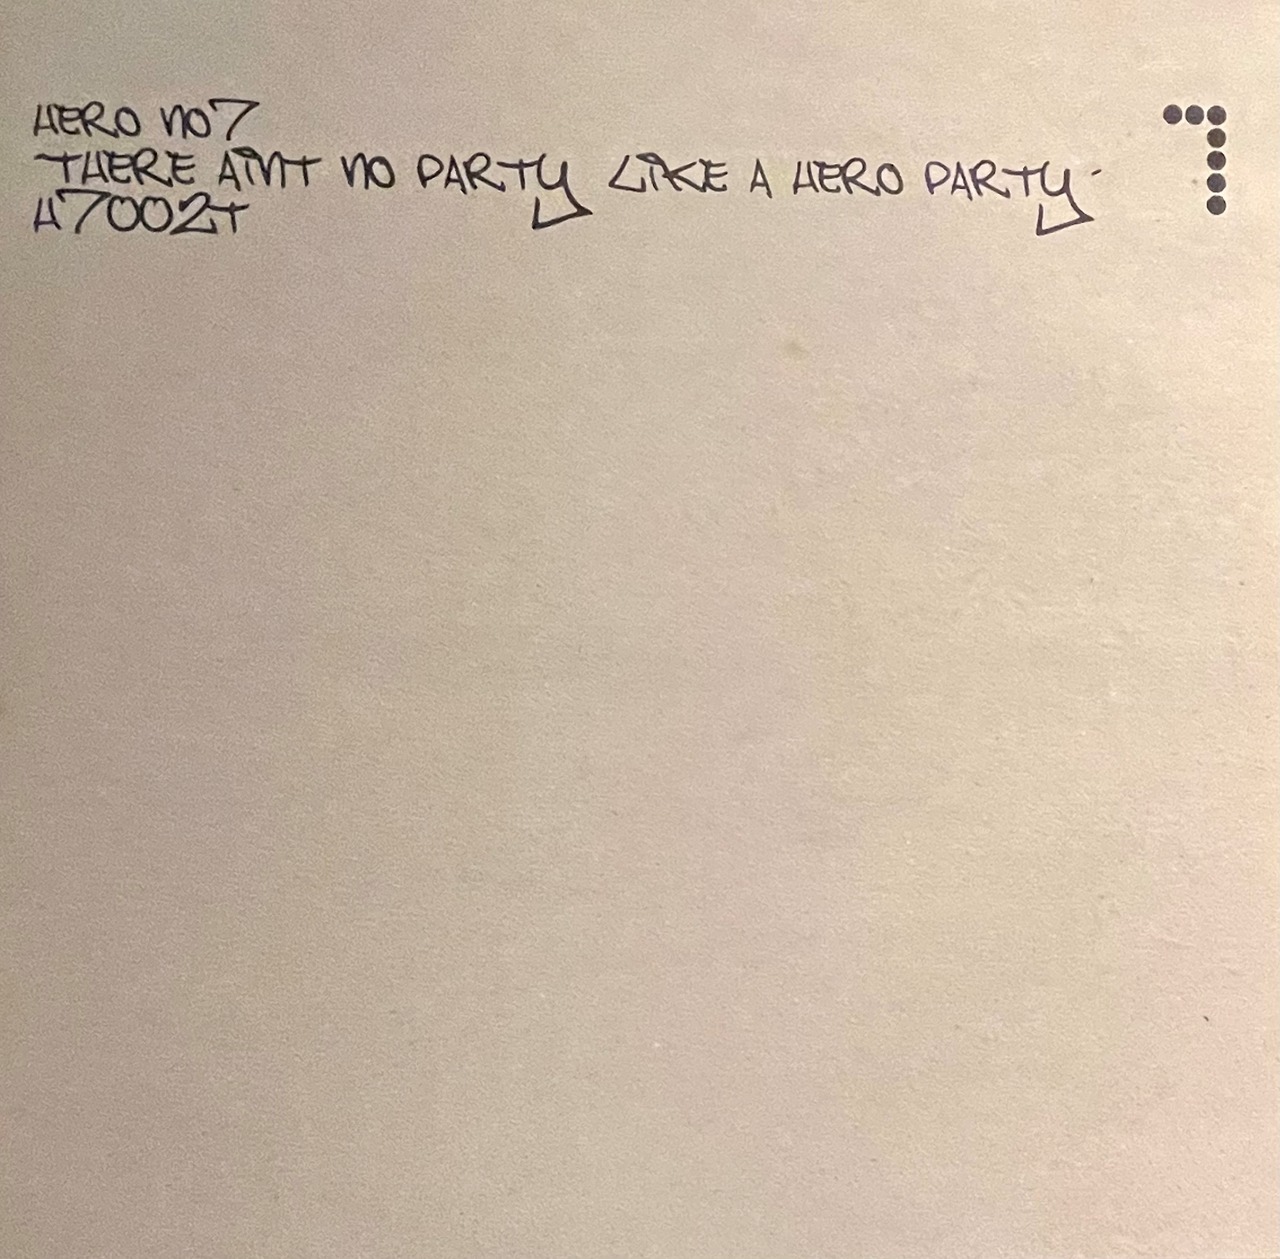 HERO no7
THERE AiNT NO PARTY LiKE A HERO PARTY.
H7002T